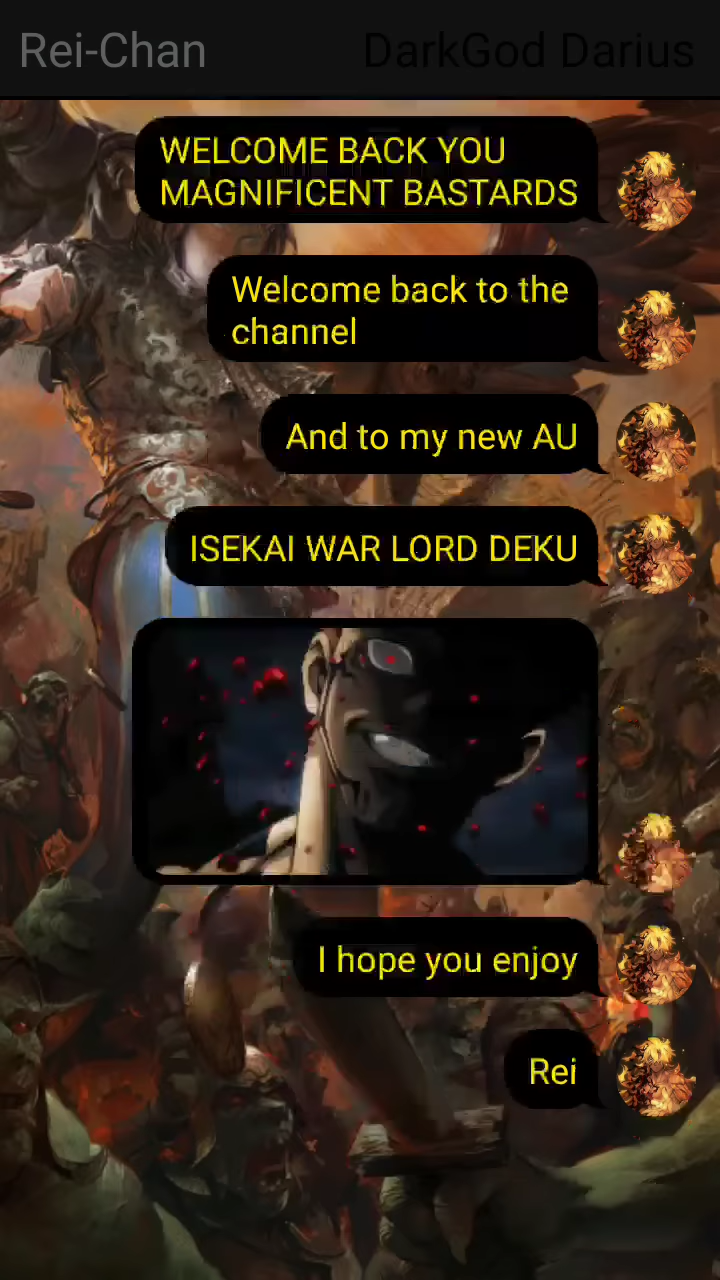 Rei-Chan
DarkGod Darius
WELCOME BACK YOU
MAGNIFICENT BASTARDS
Welcome back to the
channel
And to my new AU
ISEKAI WAR LORD DEKU
I hope you enjoy
Rei